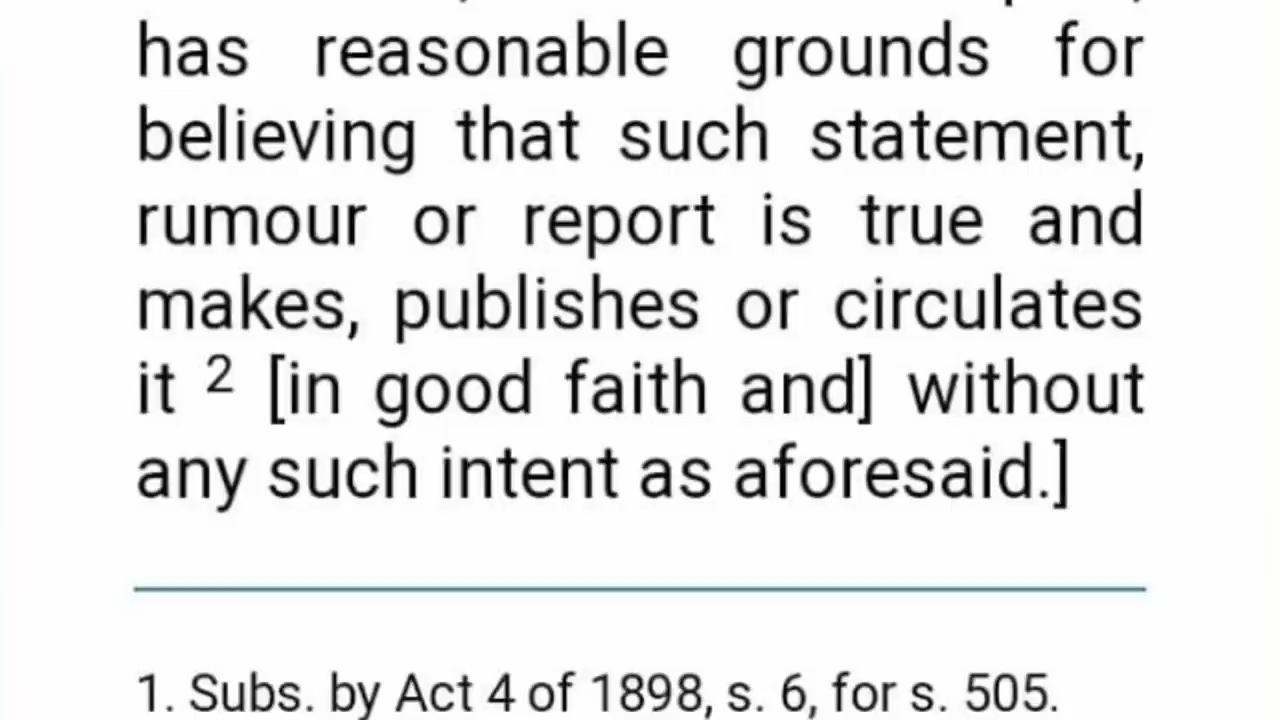 has reasonable grounds for
believing that such statement,
rumour or report is true and
makes, publishes or circulates
it 2 [in good faith and] without
any such intent as aforesaid.]
1. Subs. by Act 4 of 1898, s. 6, for s. 505.